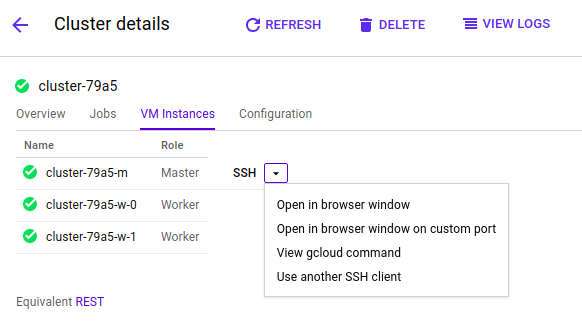 Cluster details REFRESH DELETE VIEW LOGS
cluster-79a5
Overview Jobs VM Instances Configuration
Name Role
cluster-79a5-m Master SSH
cluster-79a5-w-0 Worker
cluster-79a5-w-1 Worker
Open in browser window
Open in browser window on custom port
View gcloud command
Use another SSH client
Equivalent REST